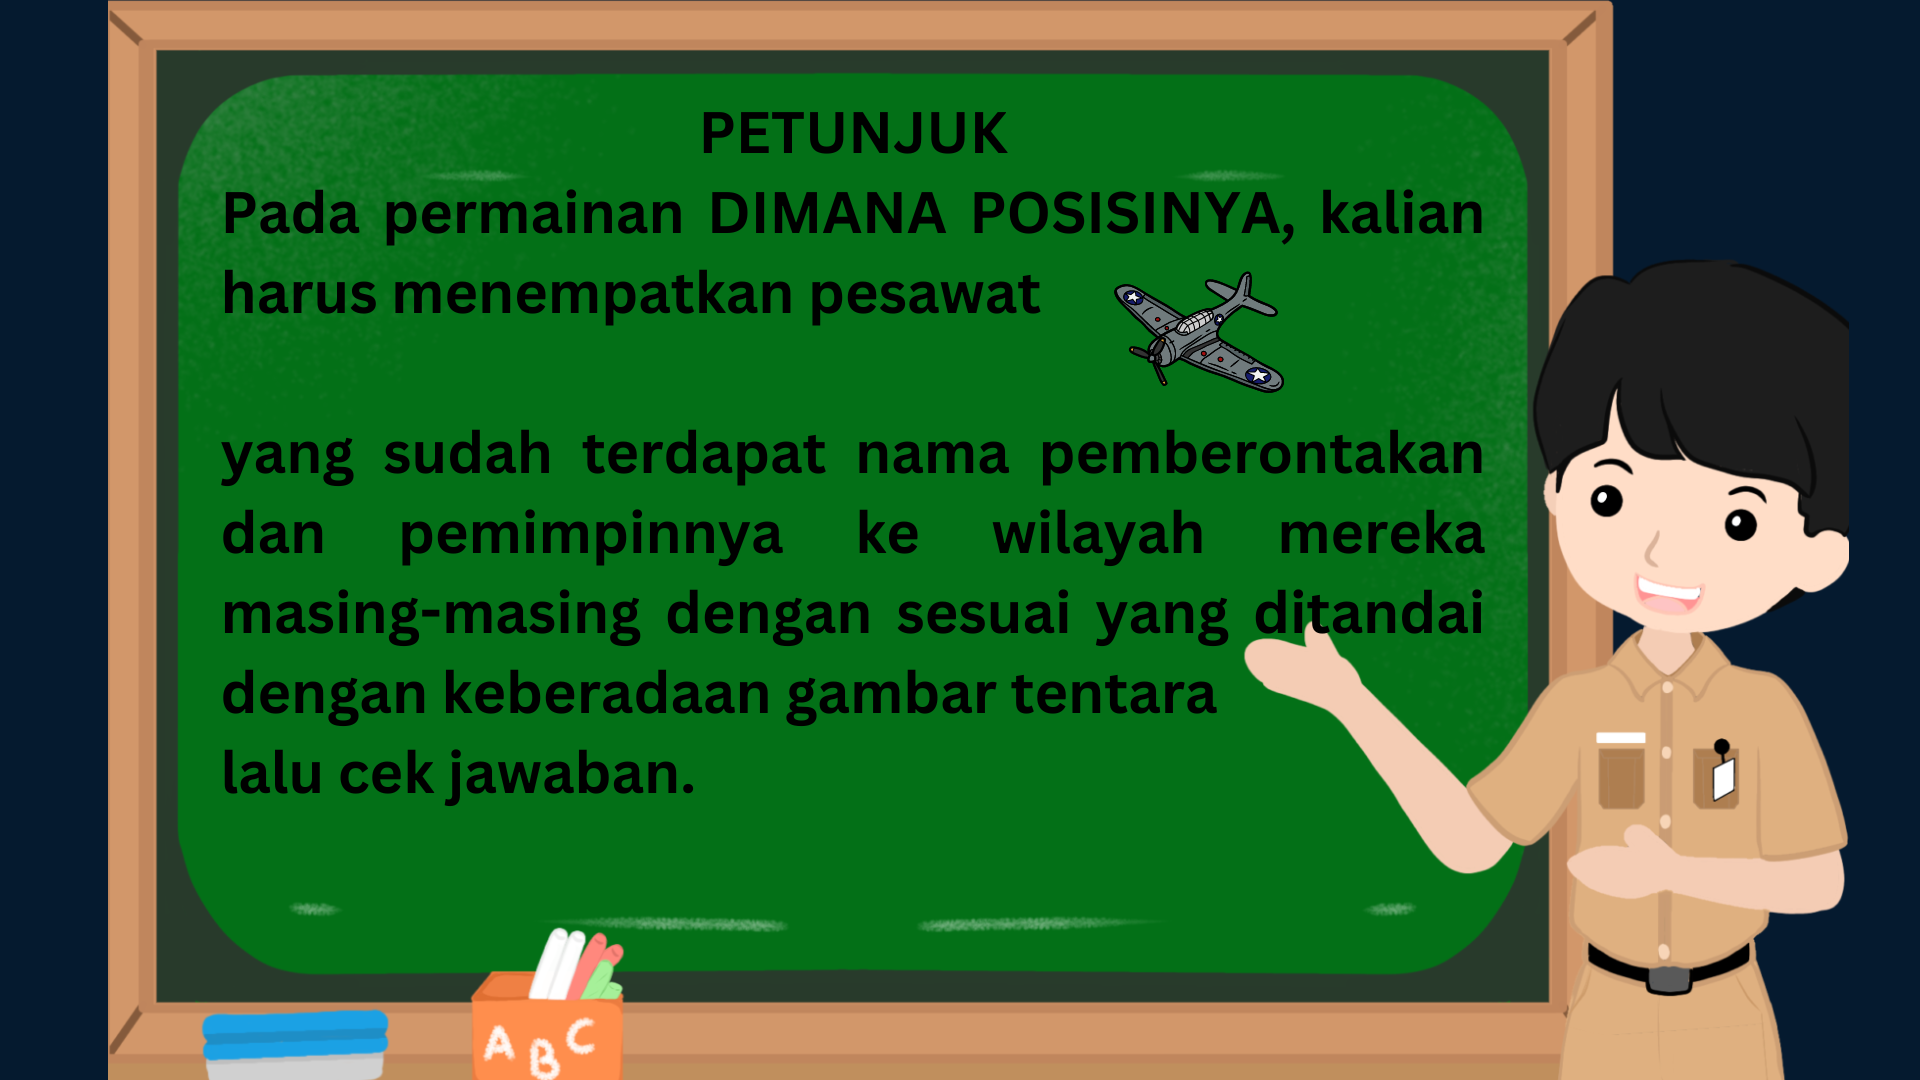 PETUNJUK
Pada permainan DIMANA POSISINYA, kalian
harus menempatkan pesawat
yang sudah terdapat nama pemberontakan
dan pemimpinnya ke wilayah mereka
masing-masing dengan sesuai yang ditandai
dengan keberadaan gambar tentara
lalu cek jawaban.
A B C